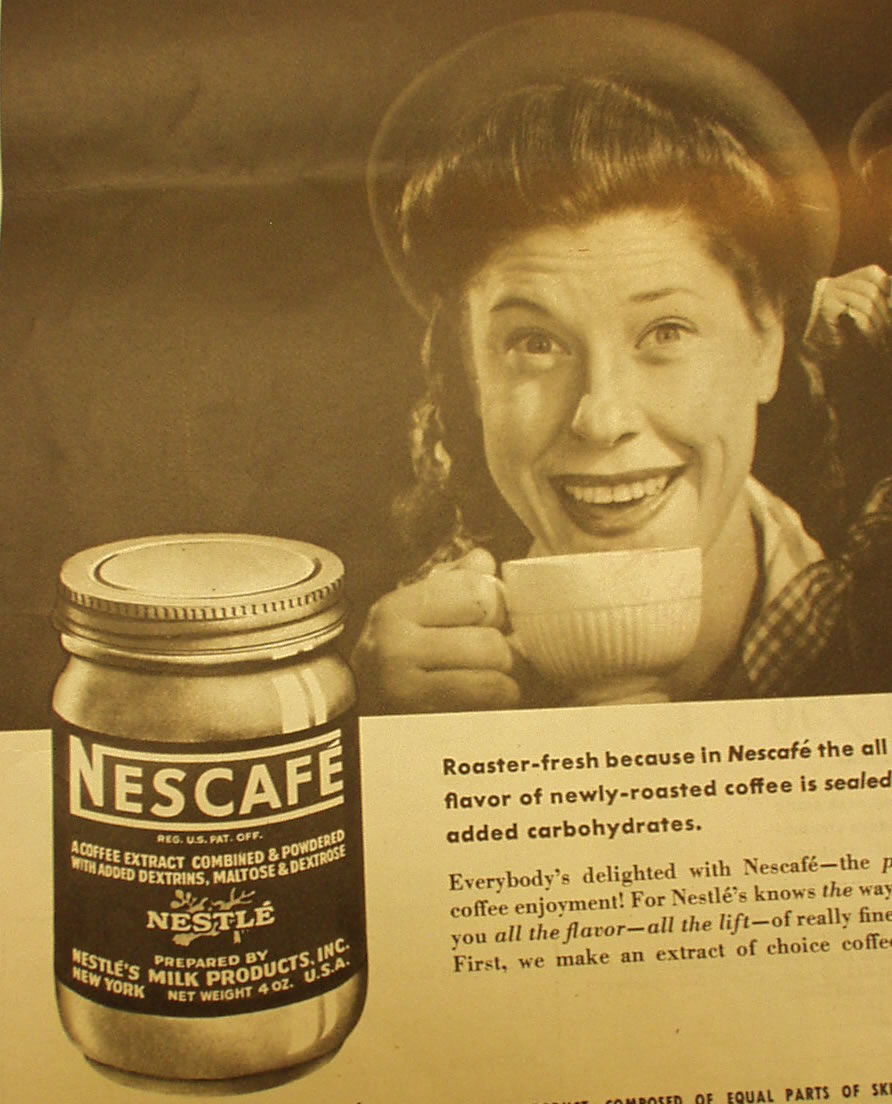 NESCAFÉ
REG. U.S. PAT. OFF.
A COFFEE EXTRACT COMBINED & POWDERED
WITH ADDED DEXTRINS, MALTOSE & DEXTROSE
NESTLÉ
PREPARED BY
NESTLÉ'S MILK PRODUCTS, INC.
NEW YORK NET WEIGHT 4 OZ. U.S.A.
Roaster-fresh because in Nescafé the all
flavor of newly-roasted coffee is sealed
added carbohydrates.
Everybody's delighted with Nescafé—the p
coffee enjoyment! For Nestlé's knows the way
you all the flavor—all the lift—of really fine
First, we make an extract of choice coffee
COMPOSED OF EQUAL PARTS OF SK